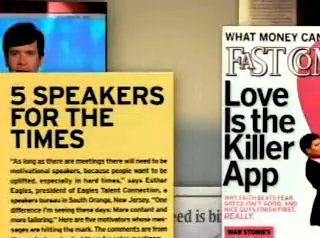 5 SPEAKERS
FOR THE
TIMES
"As long as there are meetings there will need to be
motivational speakers, because people want to be
uplifted, especially in hard times," says Esther
Eagles, president of Eagles Talent Connection, a
speakers bureau in South Orange, New Jersey. "One
difference I'm seeing these days: More content and
more tailoring." Here are five motivators whose mes-
sages are hitting the mark. The comments are from
eed is bi
WHAT MONEY CAN
FAST COM
Love
Is the
Killer
App
WHY FAITH BEATS FEAR,
GREED ISN'T GOOD, AND
NICE GUYS FINISH FIRST.
REALLY.
WAR STORIES